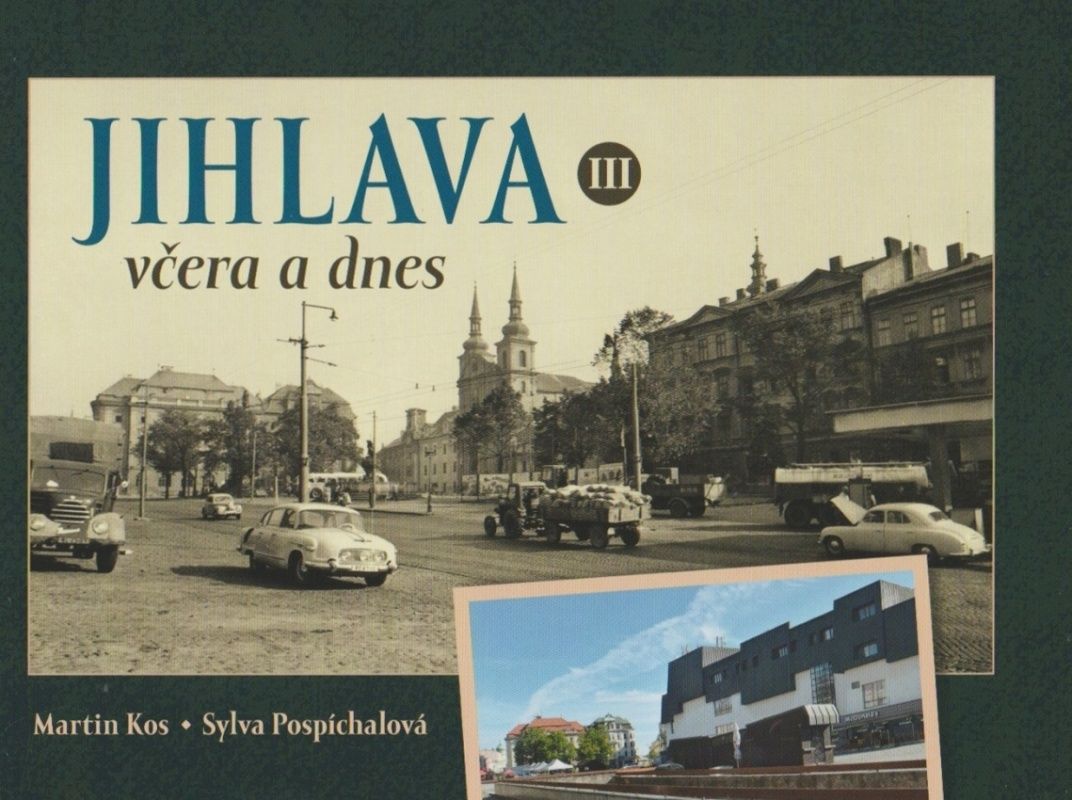 JIHLAVA III
včera a dnes
Martin Kos • Sylva Pospíchalová